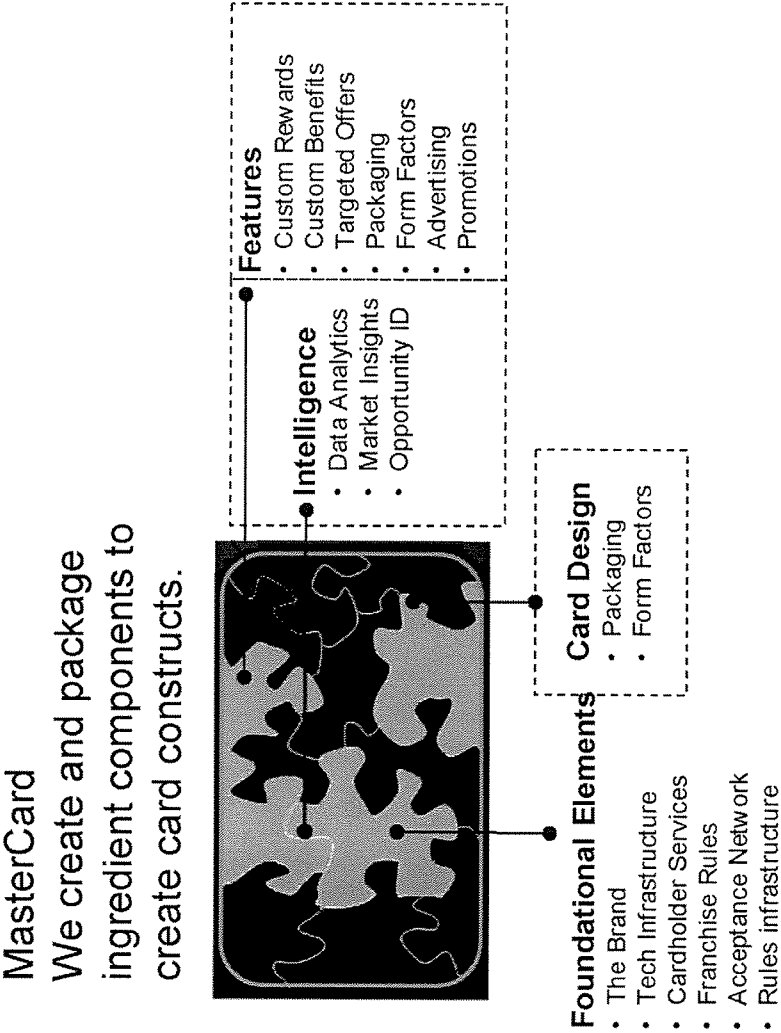 MasterCard
We create and package
ingredient components to
create card constructs.
Features
• Custom Rewards
• Custom Benefits
• Targeted Offers
• Packaging
• Form Factors
• Advertising
• Promotions
Intelligence
• Data Analytics
• Market Insights
• Opportunity ID
Foundational Elements
• The Brand
• Tech Infrastructure
• Cardholder Services
• Franchise Rules
• Acceptance Network
• Rules infrastructure
Card Design
• Packaging
• Form Factors